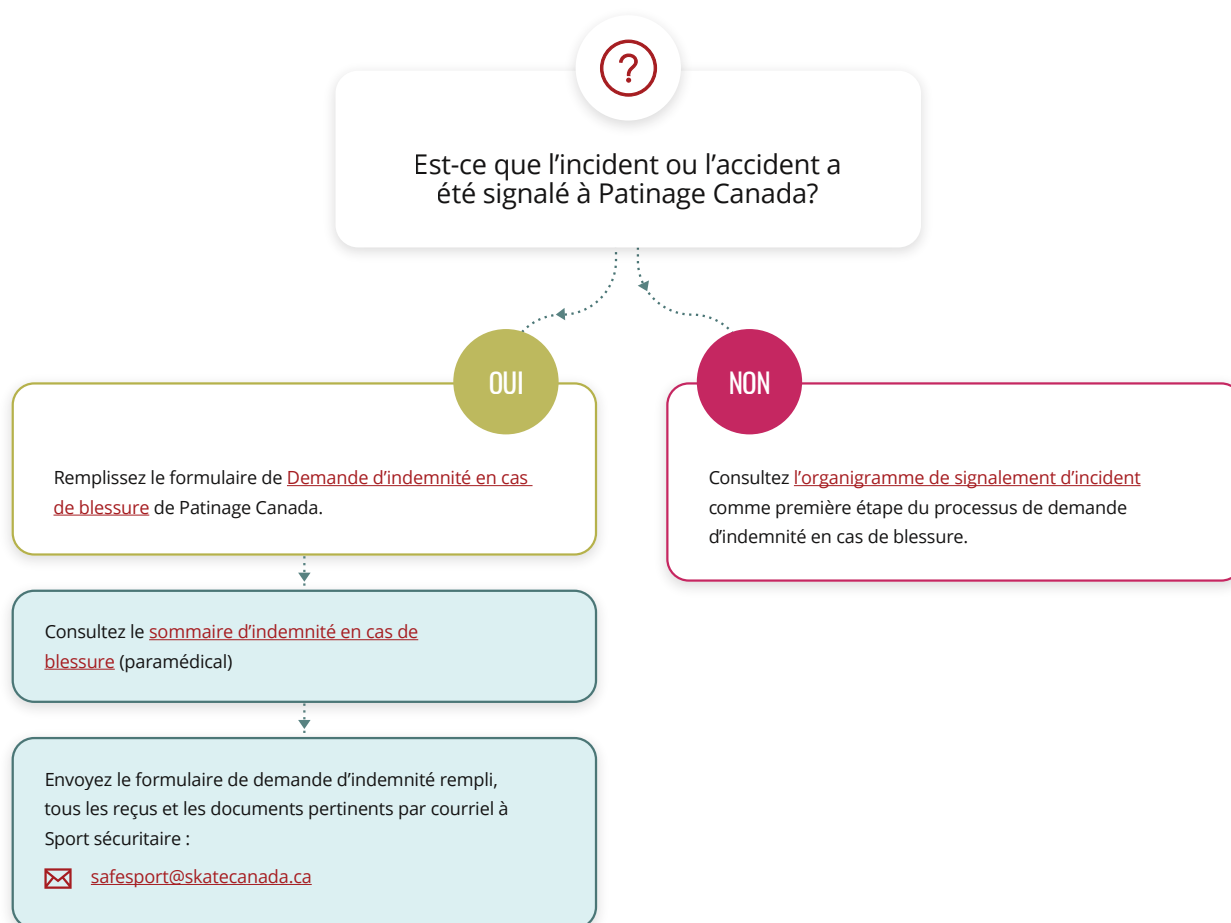 ?
Est-ce que l’incident ou l’accident a
été signalé à Patinage Canada?
OUI
Remplissez le formulaire de Demande d’indemnité en cas
de blessure de Patinage Canada.
Consultez le sommaire d’indemnité en cas de
blessure (paramédical)
Envoyez le formulaire de demande d’indemnité rempli,
tous les reçus et les documents pertinents par courriel à
Sport sécuritaire :
safesport@skatecanada.ca
NON
Consultez l’organigramme de signalement d’incident
comme première étape du processus de demande
d’indemnité en cas de blessure.